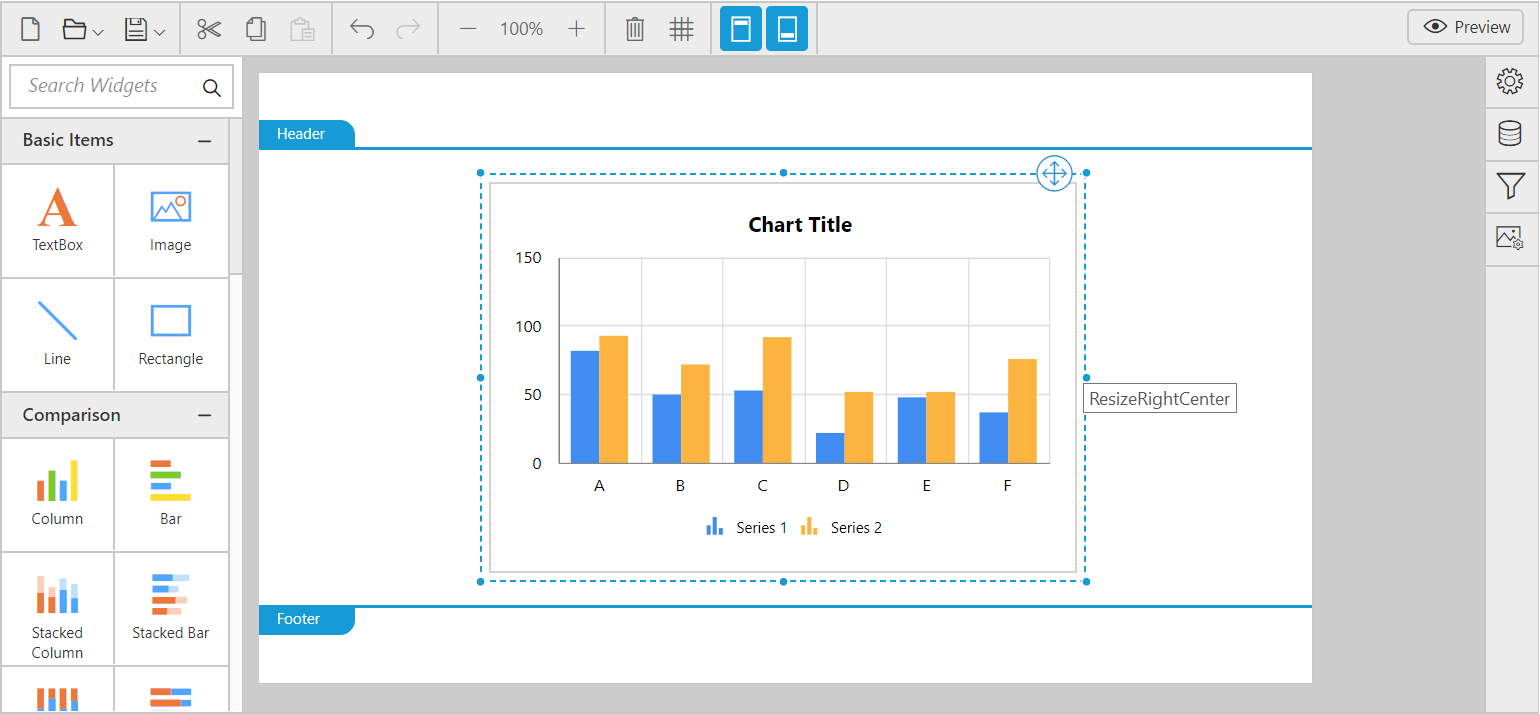 100%
Preview
Search Widgets
Basic Items
TextBox
Image
Line
Rectangle
Comparison
Column
Bar
Stacked
Column
Stacked Bar
Header
Chart Title
150
100
50
0
A B C D E F
Series 1 Series 2
ResizeRightCenter
Footer